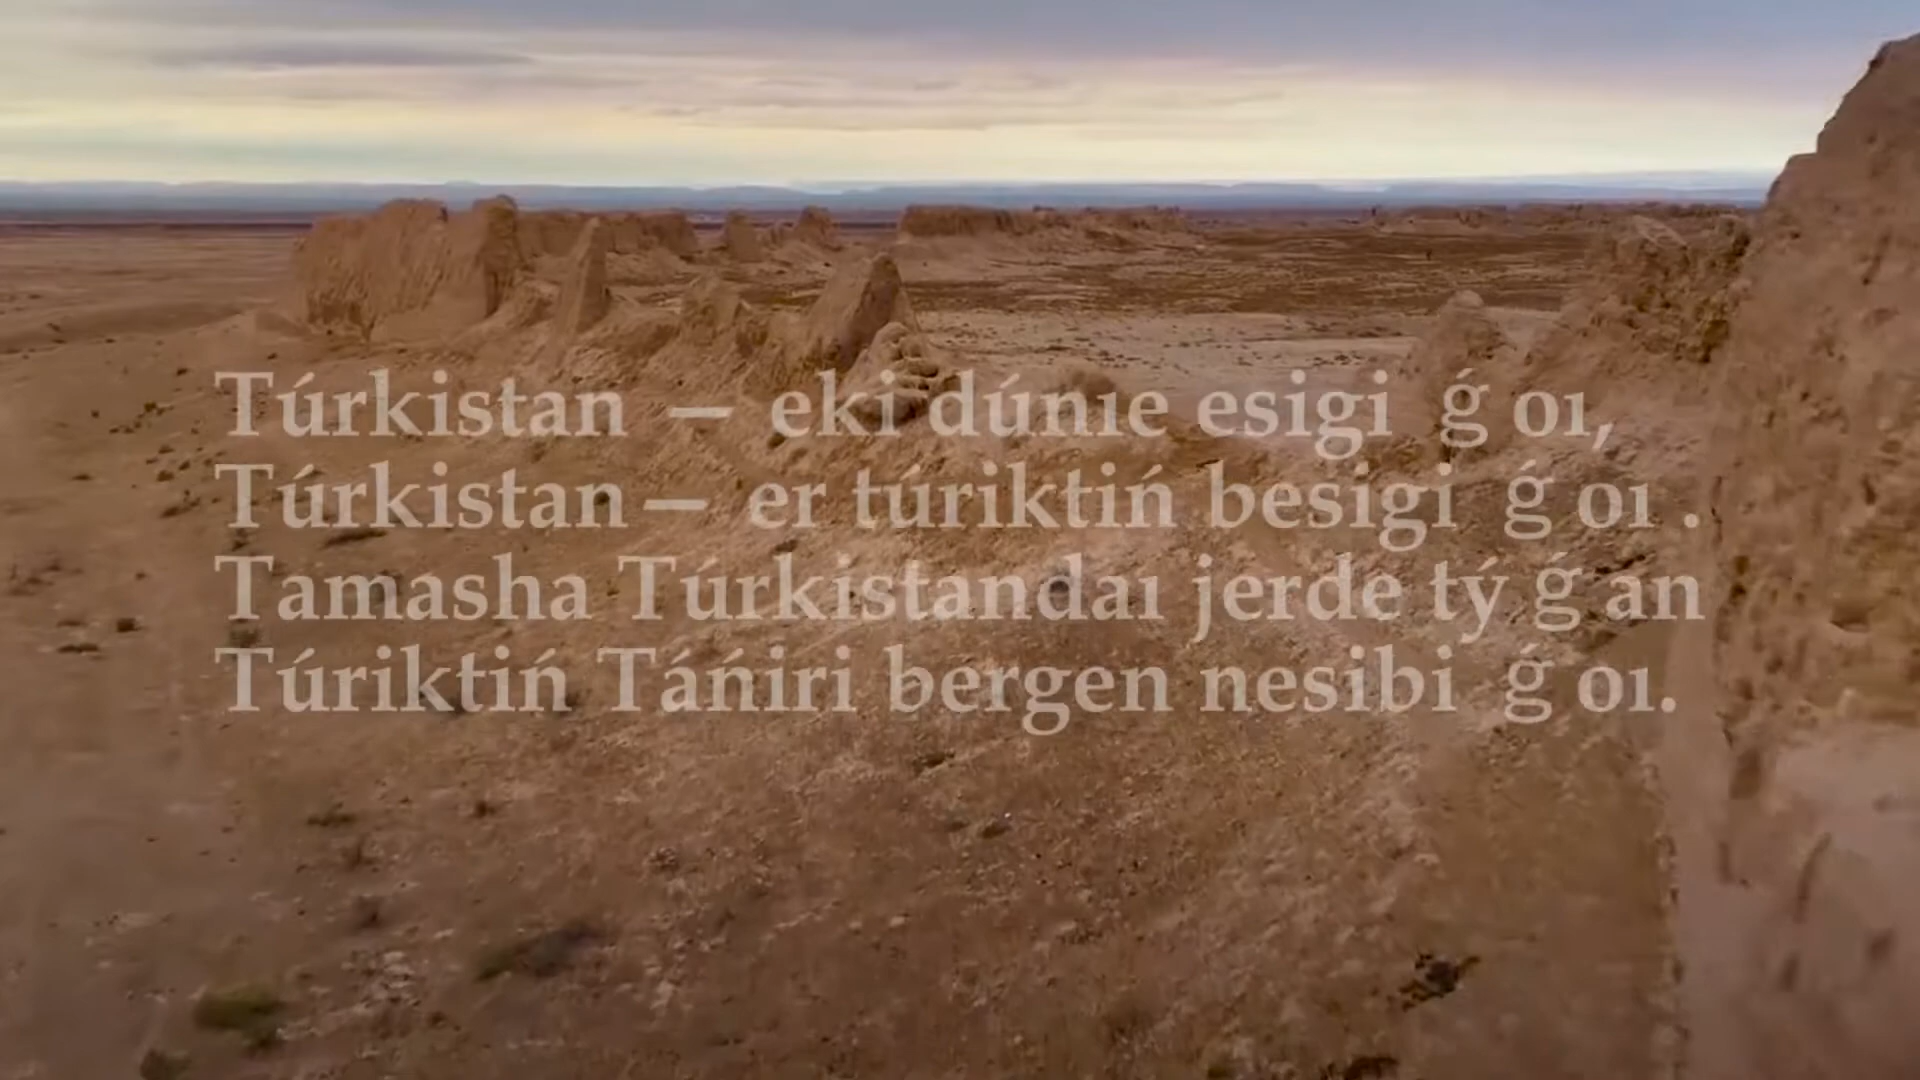 Túrkistan – eki dúnıe esigi ǵoı,
Túrkistan – er túriktiń besigi ǵoı.
Tamasha Túrkistandaı jerde týǵan
Túriktiń Táńiri bergen nesibi ǵoı.